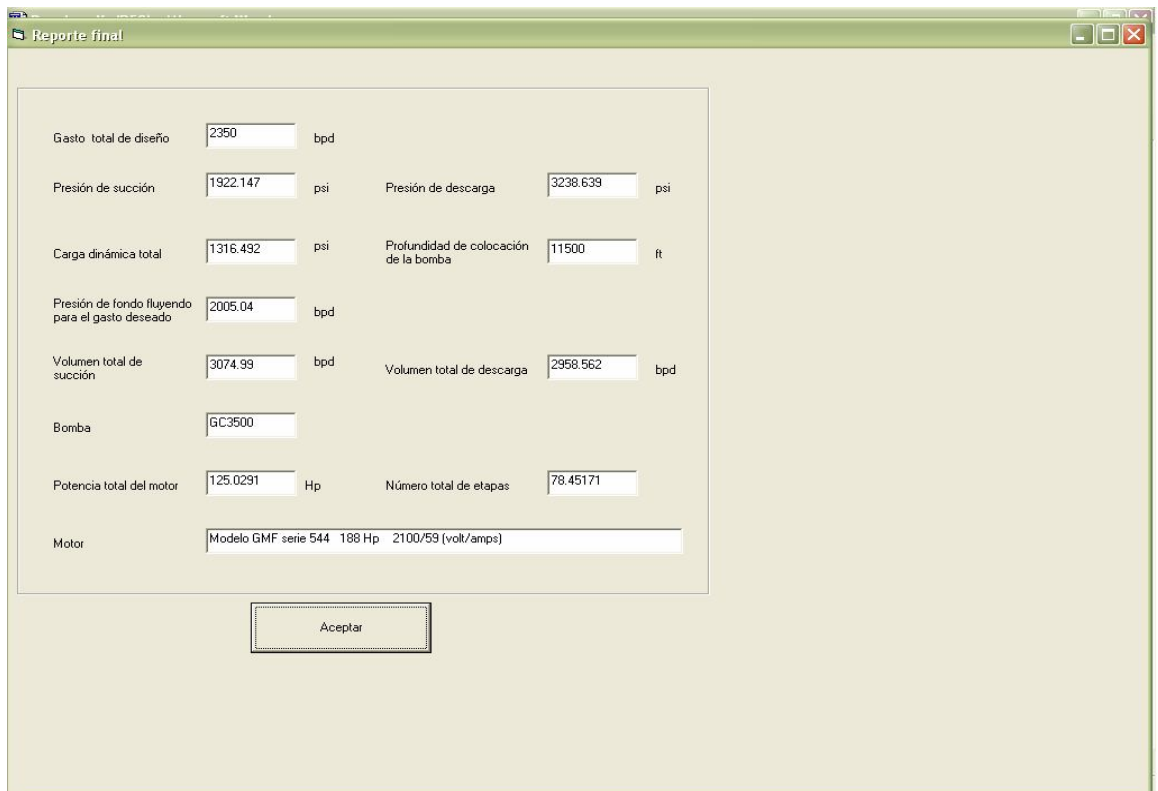 Reporte final
Gasto total de diseño 2350 bpd
Presión de succión 1922.147 psi Presión de descarga 3238.639 psi
Carga dinámica total 1316.492 psi Profundidad de colocación de la bomba 11500 ft
Presión de fondo fluyendo para el gasto deseado 2005.04 bpd
Volumen total de succión 3074.99 bpd Volumen total de descarga 2958.562 bpd
Bomba GC3500
Potencia total del motor 125.0291 Hp Número total de etapas 78.45171
Motor Modelo GMF serie 544 188 Hp 2100/59 (volt/amps)
Aceptar